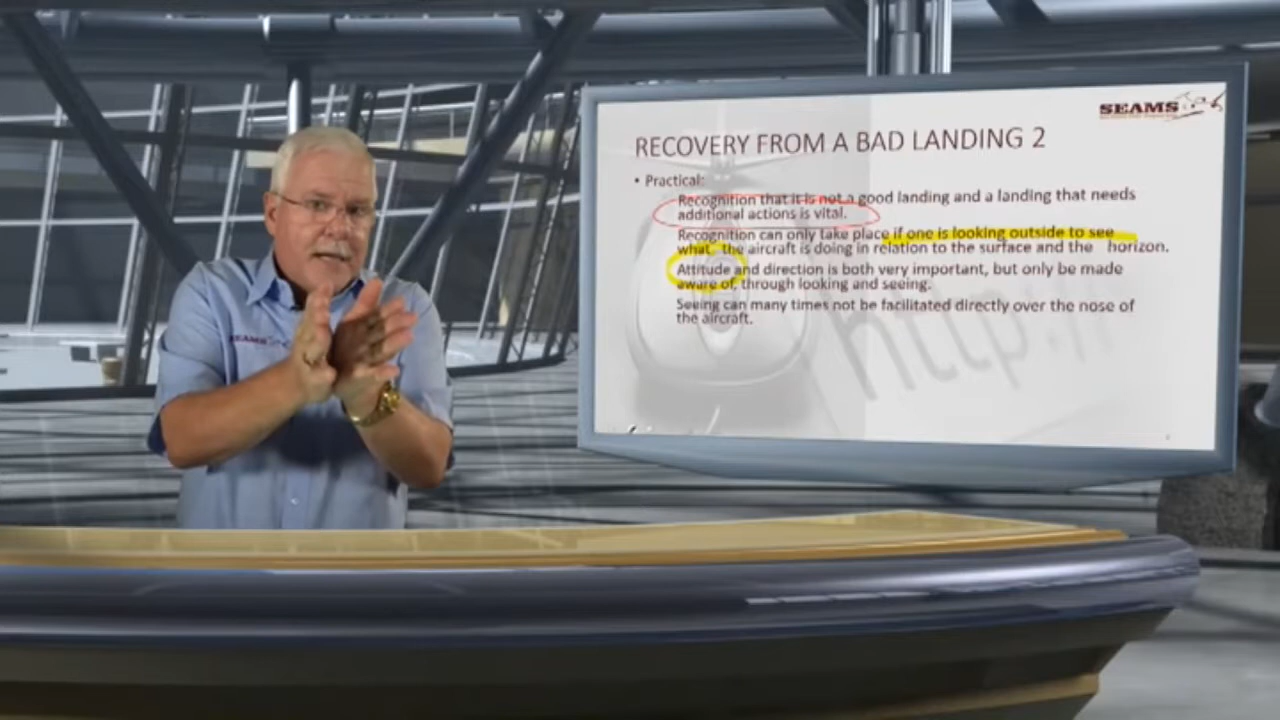 SEAMS
RECOVERY FROM A BAD LANDING 2
• Practical:
Recognition that it is not a good landing and a landing that needs
additional actions is vital.
Recognition can only take place if one is looking outside to see
what the aircraft is doing in relation to the surface and the horizon.
Attitude and direction is both very important, but only be made
aware of, through looking and seeing.
Seeing can many times not be facilitated directly over the nose of
the aircraft.
http://
SEAMS